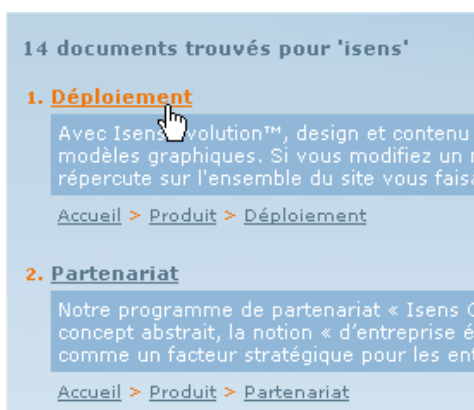 14 documents trouvés pour 'isens'
1. Déploiement
Avec Isens volution™, design et contenu
modèles graphiques. Si vous modifiez un
répercute sur l'ensemble du site vous
Accueil > Produit > Déploiement
2. Partenariat
Notre programme de partenariat « Isens
concept abstrait, la notion « d'entreprise
comme un facteur stratégique pour les
Accueil > Produit > Partenariat